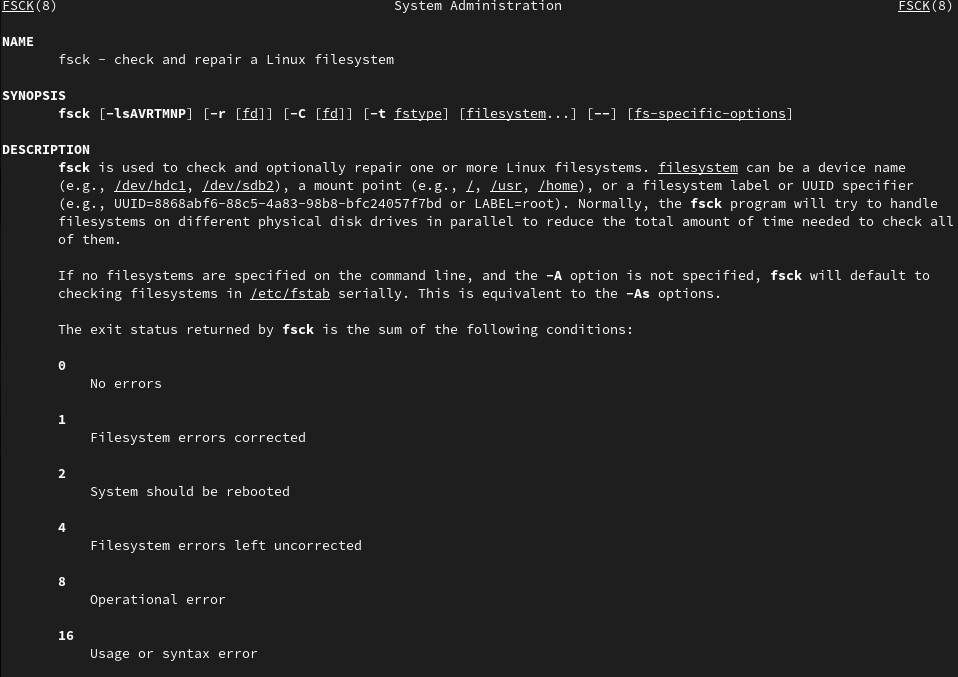 FSCK(8) System Administration FSCK(8)
NAME
fsck - check and repair a Linux filesystem
SYNOPSIS
fsck [-lsAVRTMNP] [-r [fd]] [-C [fd]] [-t fstype] [filesystem...] [--] [fs-specific-options]
DESCRIPTION
fsck is used to check and optionally repair one or more Linux filesystems. filesystem can be a device name
(e.g., /dev/hdc1, /dev/sdb2), a mount point (e.g., /, /usr, /home), or a filesystem label or UUID specifier
(e.g., UUID=8868abf6-88c5-4a83-98b8-bfc24057f7bd or LABEL=root). Normally, the fsck program will try to handle
filesystems on different physical disk drives in parallel to reduce the total amount of time needed to check all
of them.
If no filesystems are specified on the command line, and the -A option is not specified, fsck will default to
checking filesystems in /etc/fstab serially. This is equivalent to the -As options.
The exit status returned by fsck is the sum of the following conditions:
0
No errors
1
Filesystem errors corrected
2
System should be rebooted
4
Filesystem errors left uncorrected
8
Operational error
16
Usage or syntax error